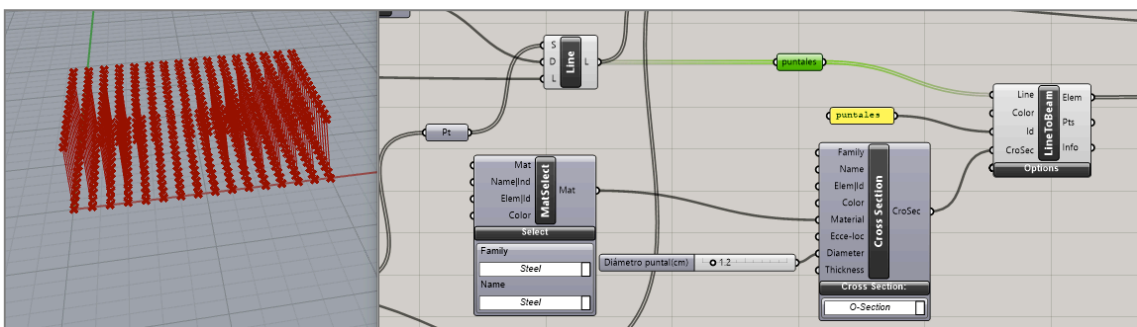 S
D
L
Line
L
Pt
puntales
puntales
Line
Color
Id
CroSec
LineToBeam
Elem
Pts
Info
Options
Mat
Name|Ind
Elem|Id
Color
MatSelect
Mat
Select
Family
Steel
Name
Steel
Diámetro puntal(cm)
1.2
Family
Name
Elem|Id
Color
Material
Ecce-loc
Diameter
Thickness
Cross Section
CroSec
Cross Section:
O-Section